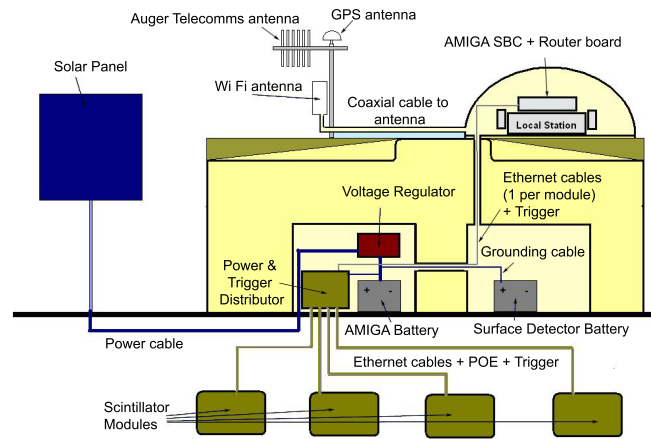 Auger Telecomms antenna
GPS antenna
AMIGA SBC + Router board
Solar Panel
Wi Fi antenna
Coaxial cable to
antenna
Local Station
Ethernet cables
(1 per module)
+ Trigger
Voltage Regulator
Grounding cable
Power &
Trigger
Distributor
+ -
+ -
AMIGA Battery
Surface Detector Battery
Power cable
Ethernet cables + POE + Trigger
Scintillator
Modules